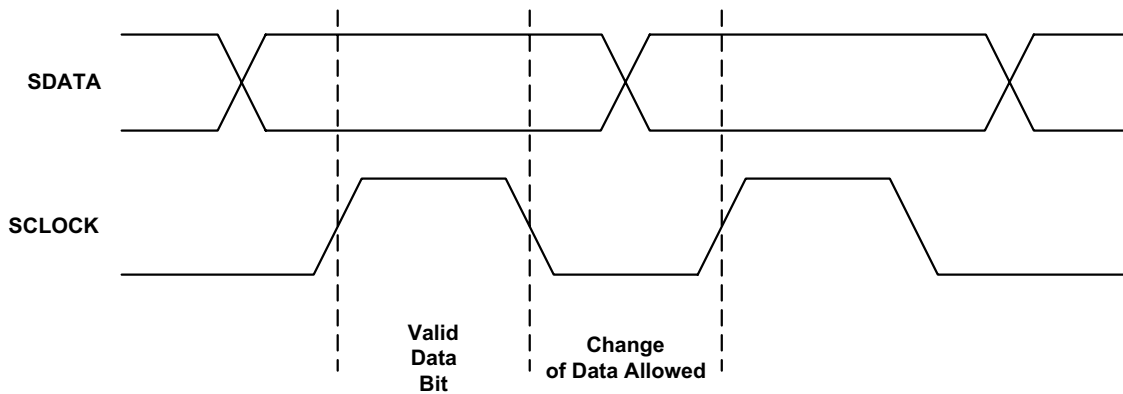 SDATA
SCLOCK
Valid
Data
Bit
Change
of Data Allowed